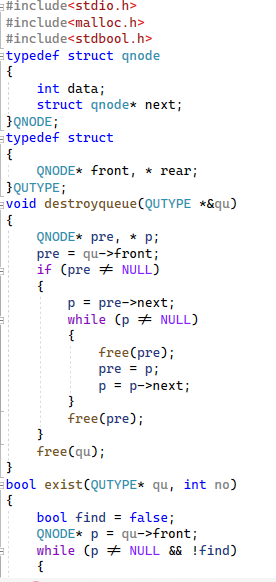 #include<stdio.h>
#include<malloc.h>
#include<stdbool.h>
typedef struct qnode
{
    int data;
    struct qnode* next;
}QNODE;
typedef struct
{
    QNODE* front, * rear;
}QUTYPE;
void destroyqueue(QUTYPE *&qu)
{
    QNODE* pre, * p;
    pre = qu->front;
    if (pre ≠ NULL)
    {
        p = pre->next;
        while (p ≠ NULL)
        {
            free(pre);
            pre = p;
            p = p->next;
        }
        free(pre);
    }
    free(qu);
}
bool exist(QUTYPE* qu, int no)
{
    bool find = false;
    QNODE* p = qu->front;
    while (p ≠ NULL && !find)
    {